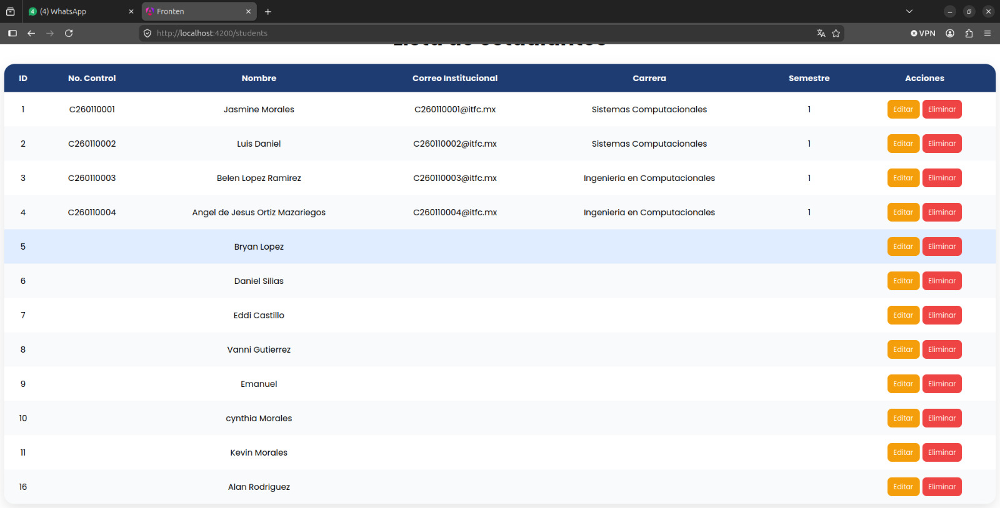 4 (4) WhatsApp
Fronten
http://localhost:4200/students
VPN
Lista de estudiantes
ID No. Control Nombre Correo Institucional Carrera Semestre Acciones
1 C260110001 Jasmine Morales C260110001@itfc.mx Sistemas Computacionales 1 Editar Eliminar
2 C260110002 Luis Daniel C260110002@itfc.mx Sistemas Computacionales 1 Editar Eliminar
3 C260110003 Belen Lopez Ramirez C260110003@itfc.mx Ingenieria en Computacionales 1 Editar Eliminar
4 C260110004 Angel de Jesus Ortiz Mazariegos C260110004@itfc.mx Ingenieria en Computacionales 1 Editar Eliminar
5 Bryan Lopez Editar Eliminar
6 Daniel Silias Editar Eliminar
7 Eddi Castillo Editar Eliminar
8 Vanni Gutierrez Editar Eliminar
9 Emanuel Editar Eliminar
10 cynthia Morales Editar Eliminar
11 Kevin Morales Editar Eliminar
16 Alan Rodriguez Editar Eliminar